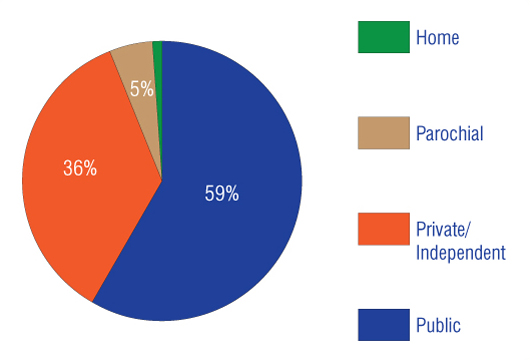 5%
36%
59%
Home
Parochial
Private/
Independent
Public